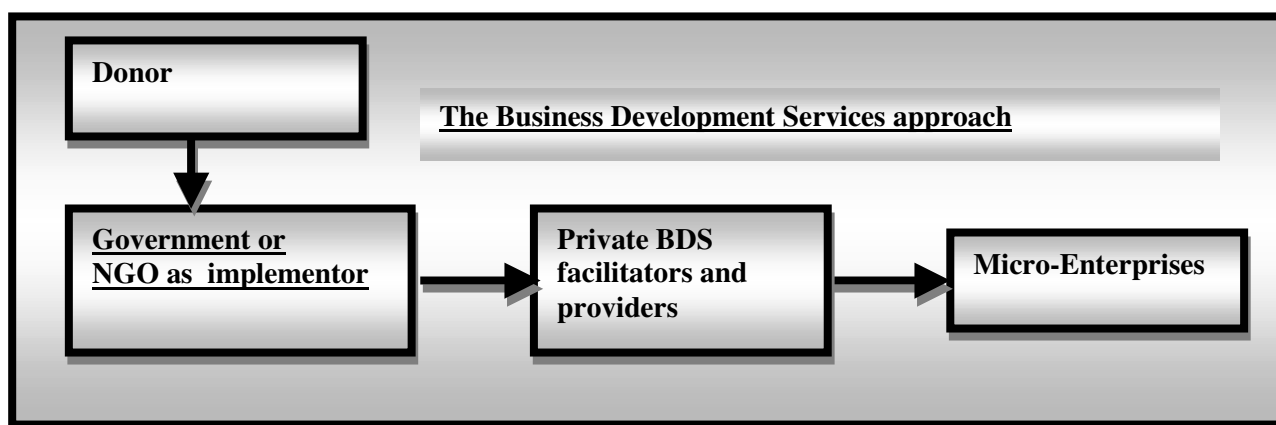 Donor
The Business Development Services approach
Government or
NGO as implementor
Private BDS
facilitators and
providers
Micro-Enterprises